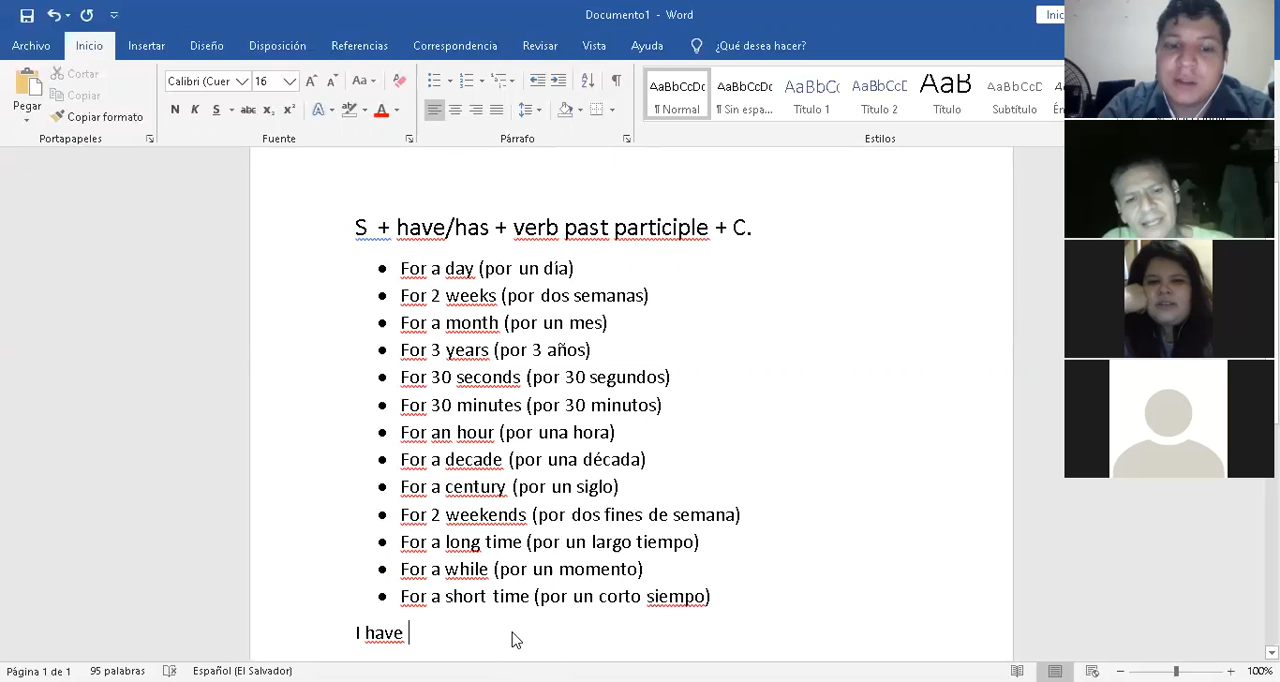 Documento1 - Word
Inic
Archivo Inicio Insertar Diseño Disposición Referencias Correspondencia Revisar Vista Ayuda ¿Qué desea hacer?
Pegar
Cortar
Copiar
Copiar formato
Portapapeles
Calibri (Cuer 16
Aa
N K S abc x₂ x² A A
Fuente
Párrafo
AaBbCcDc AaBbCcDc AaBbCc AaBbCcD AaB AaBbCcD
¶ Normal ¶ Sin espa... Título 1 Título 2 Título Subtítulo
Estilos
S + have/has + verb past participle + C.
• For a day (por un día)
• For 2 weeks (por dos semanas)
• For a month (por un mes)
• For 3 years (por 3 años)
• For 30 seconds (por 30 segundos)
• For 30 minutes (por 30 minutos)
• For an hour (por una hora)
• For a decade (por una década)
• For a century (por un siglo)
• For 2 weekends (por dos fines de semana)
• For a long time (por un largo tiempo)
• For a while (por un momento)
• For a short time (por un corto siempo)
I have
Página 1 de 1 95 palabras Español (El Salvador) 100%